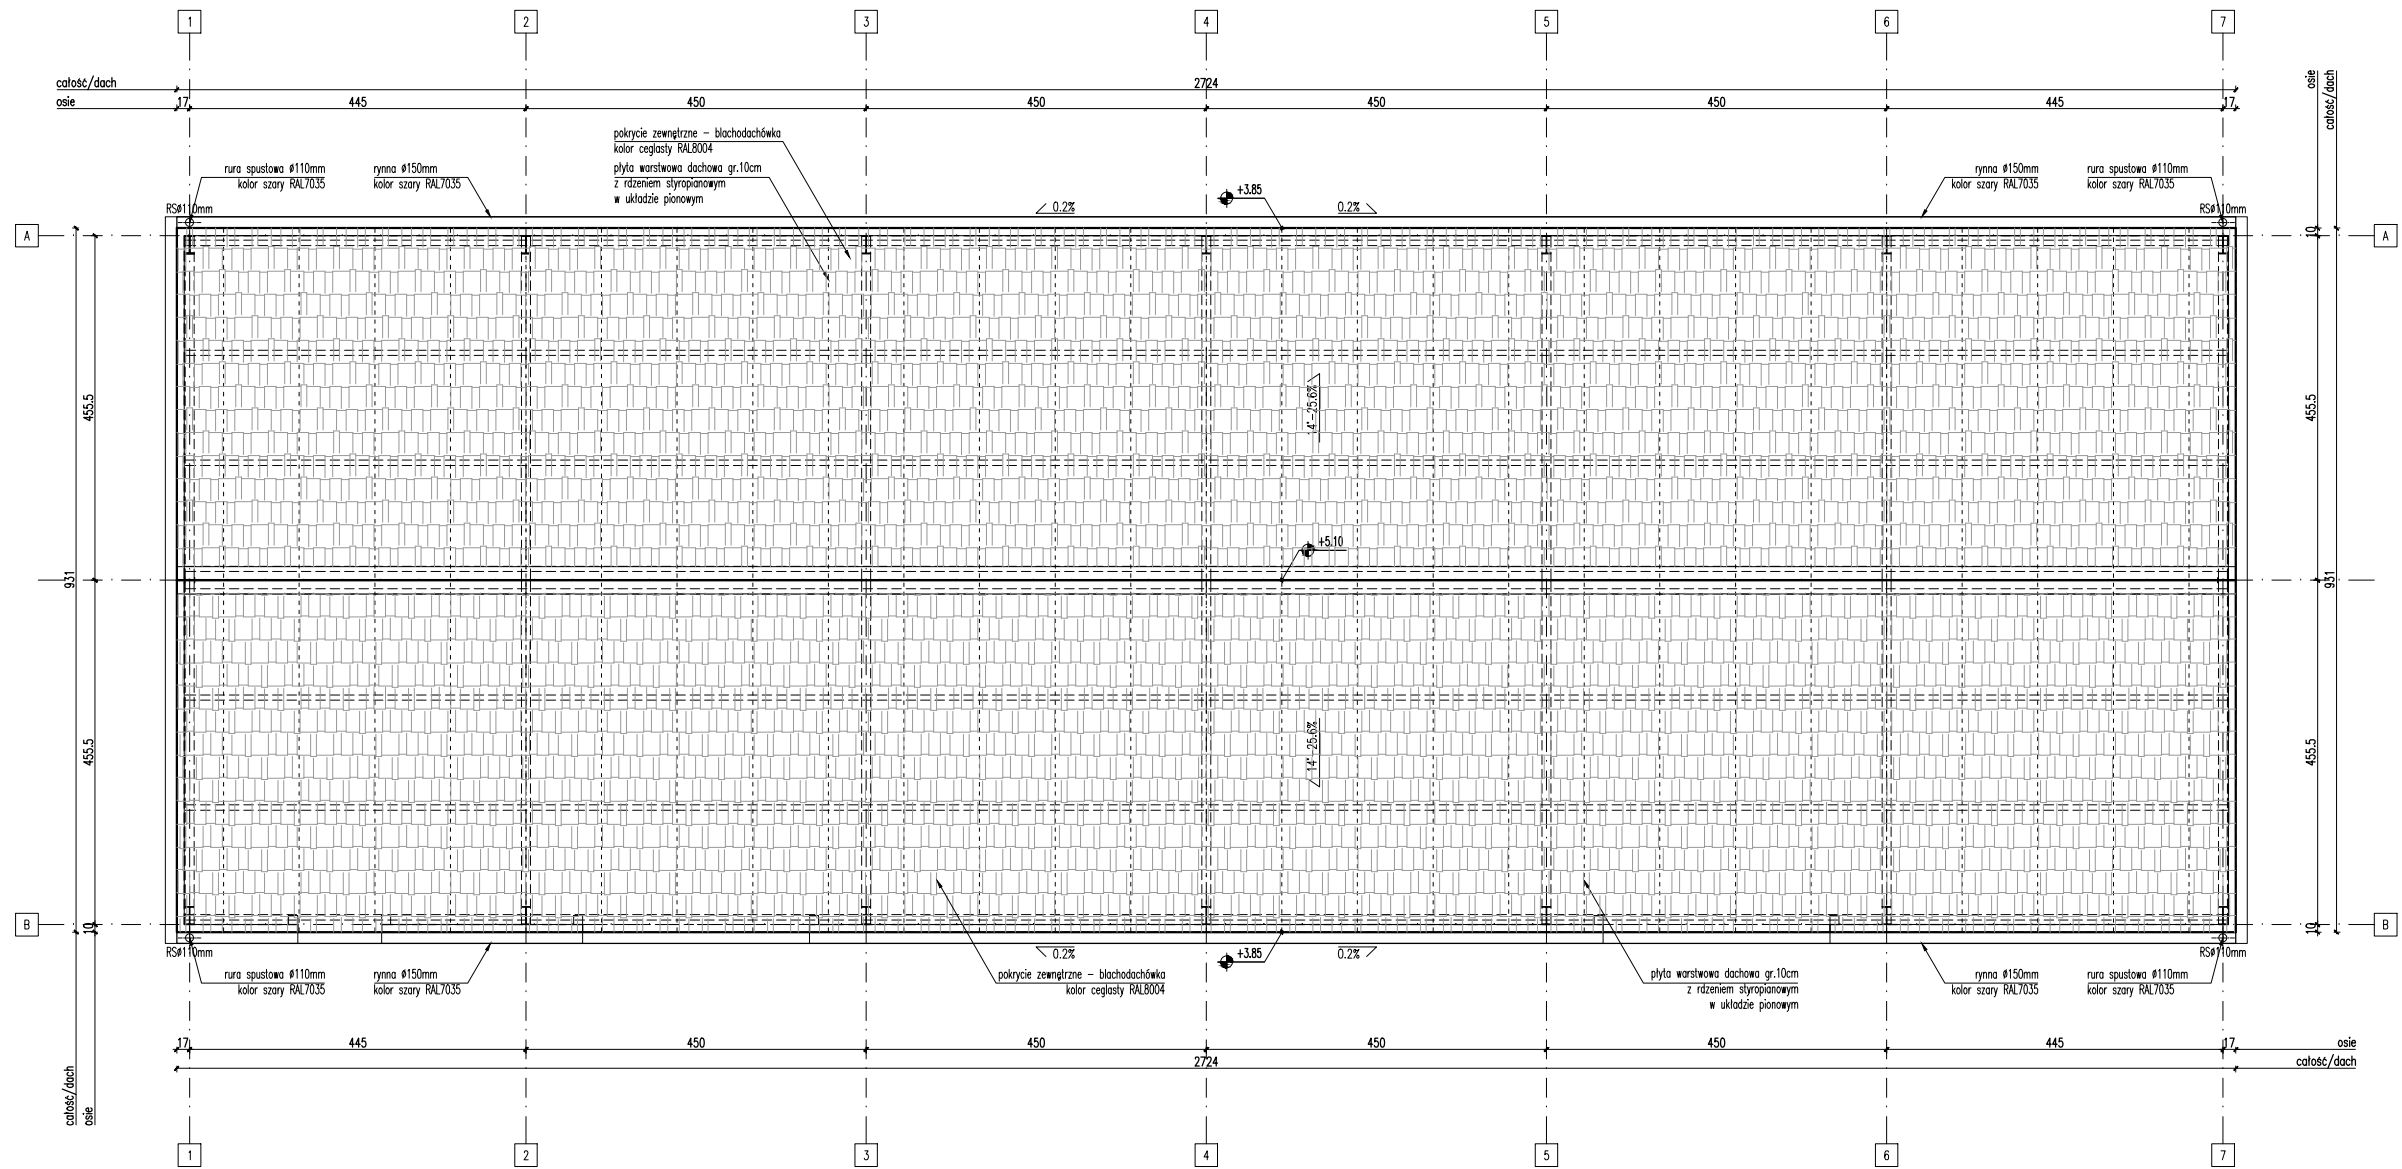 1 2 3 4 5 6 7
całość/dach 2724
osie 17 445 450 450 450 450 445 17
osie
całość/dach
pokrycie zewnętrzne – blachodachówka
kolor ceglasty RAL8004
płyta warstwowa dachowa gr.10cm
z rdzeniem styropianowym
w układzie pionowym
rura spustowa Ø110mm
kolor szary RAL7035
rynna Ø150mm
kolor szary RAL7035
rynna Ø150mm
kolor szary RAL7035
rura spustowa Ø110mm
kolor szary RAL7035
RSØ110mm
0.2%
+3.85
0.2%
RSØ110mm
A
A
10
455.5
14° 25.6%
455.5
+5.10
931
931
455.5
14° 25.6%
455.5
B
10
10
B
RSØ110mm
0.2%
+3.85
0.2%
RSØ110mm
rura spustowa Ø110mm
kolor szary RAL7035
rynna Ø150mm
kolor szary RAL7035
pokrycie zewnętrzne – blachodachówka
kolor ceglasty RAL8004
płyta warstwowa dachowa gr.10cm
z rdzeniem styropianowym
w układzie pionowym
rynna Ø150mm
kolor szary RAL7035
rura spustowa Ø110mm
kolor szary RAL7035
17 445 450 450 450 450 445 17 osie
2724 całość/dach
całość/dach
osie
1 2 3 4 5 6 7